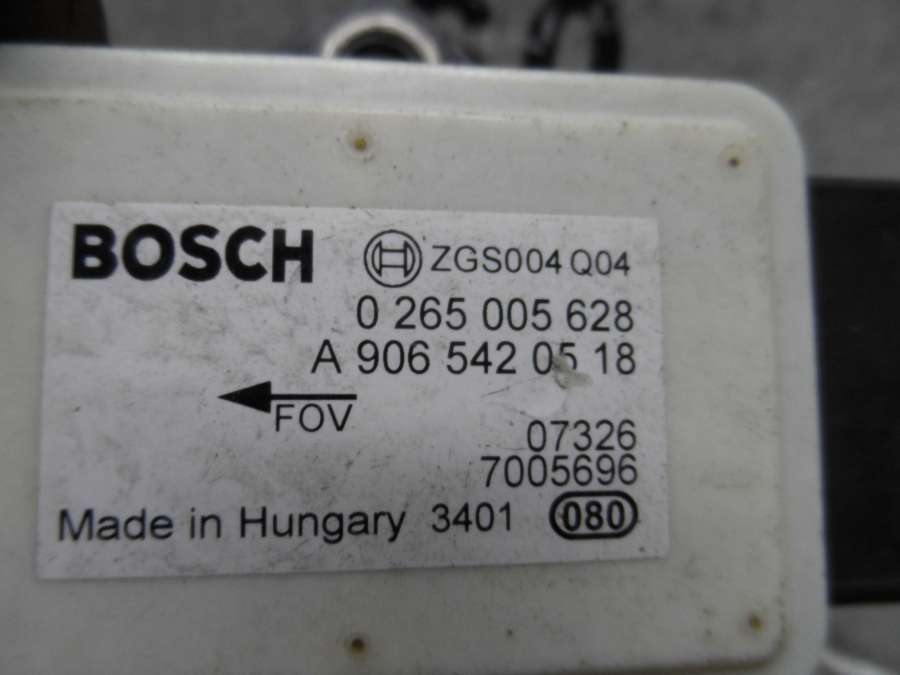 BOSCH ZGS004 Q04
0 265 005 628
A 906 542 05 18
FOV
07326
7005696
Made in Hungary 3401 080